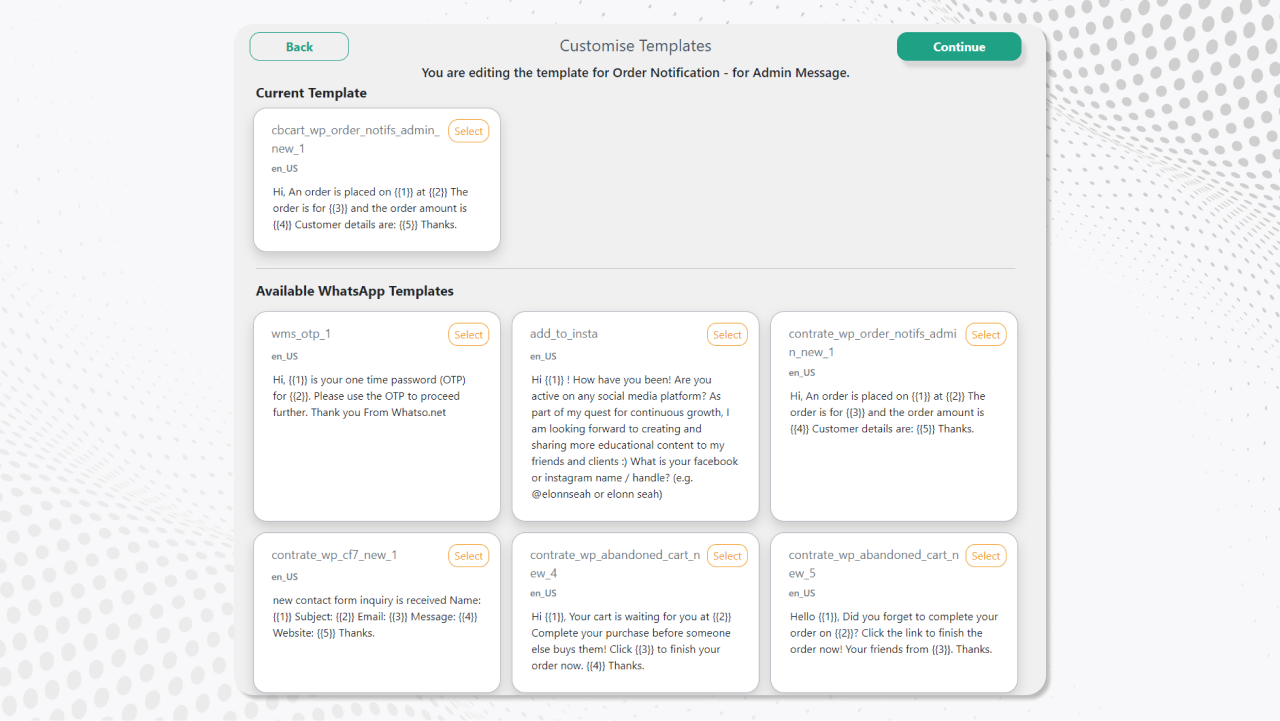 Back
Customise Templates
Continue
You are editing the template for Order Notification - for Admin Message.
Current Template
cbcart_wp_order_notifs_admin_
new_1
Select
en_US
Hi, An order is placed on {{1}} at {{2}} The
order is for {{3}} and the order amount is
{{4}} Customer details are: {{5}} Thanks.
Available WhatsApp Templates
wms_otp_1
Select
en_US
Hi, {{1}} is your one time password (OTP)
for {{2}}. Please use the OTP to proceed
further. Thank you From Whatso.net
add_to_insta
Select
en_US
Hi {{1}} ! How have you been! Are you
active on any social media platform? As
part of my quest for continuous growth, I
am looking forward to creating and
sharing more educational content to my
friends and clients :) What is your facebook
or instagram name / handle? (e.g.
@elonnseah or elonn seah)
contrate_wp_order_notifs_admi
n_new_1
Select
en_US
Hi, An order is placed on {{1}} at {{2}} The
order is for {{3}} and the order amount is
{{4}} Customer details are: {{5}} Thanks.
contrate_wp_cf7_new_1
Select
en_US
new contact form inquiry is received Name:
{{1}} Subject: {{2}} Email: {{3}} Message: {{4}}
Website: {{5}} Thanks.
contrate_wp_abandoned_cart_n
ew_4
Select
en_US
Hi {{1}}, Your cart is waiting for you at {{2}}
Complete your purchase before someone
else buys them! Click {{3}} to finish your
order now. {{4}} Thanks.
contrate_wp_abandoned_cart_n
ew_5
Select
en_US
Hello {{1}}, Did you forget to complete your
order on {{2}}? Click the link to finish the
order now! Your friends from {{3}}. Thanks.